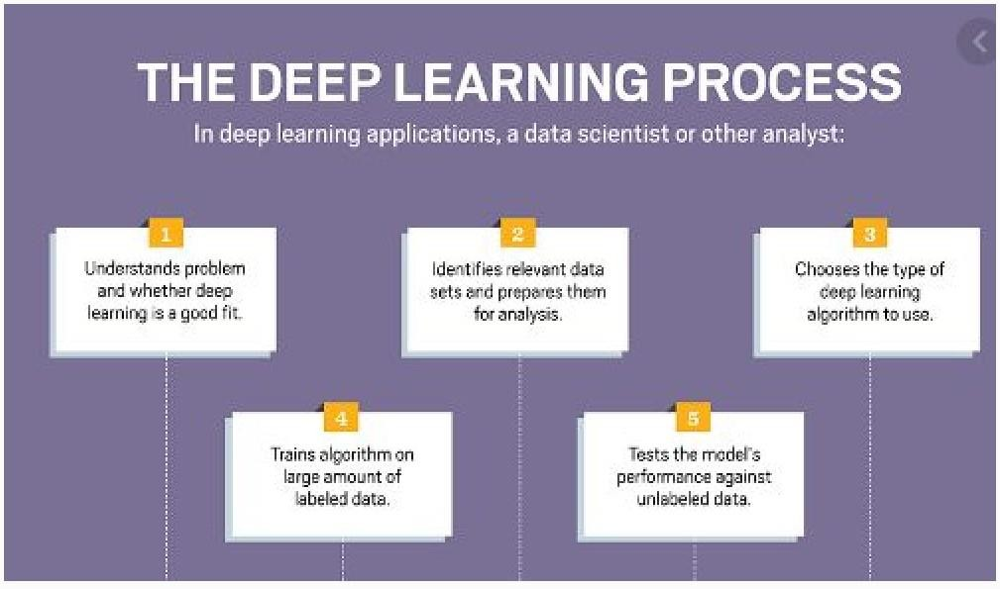 THE DEEP LEARNING PROCESS
In deep learning applications, a data scientist or other analyst:
1
Understands problem
and whether deep
learning is a good fit.
2
Identifies relevant data
sets and prepares them
for analysis.
3
Chooses the type of
deep learning
algorithm to use.
4
Trains algorithm on
large amount of
labeled data.
5
Tests the model's
performance against
unlabeled data.